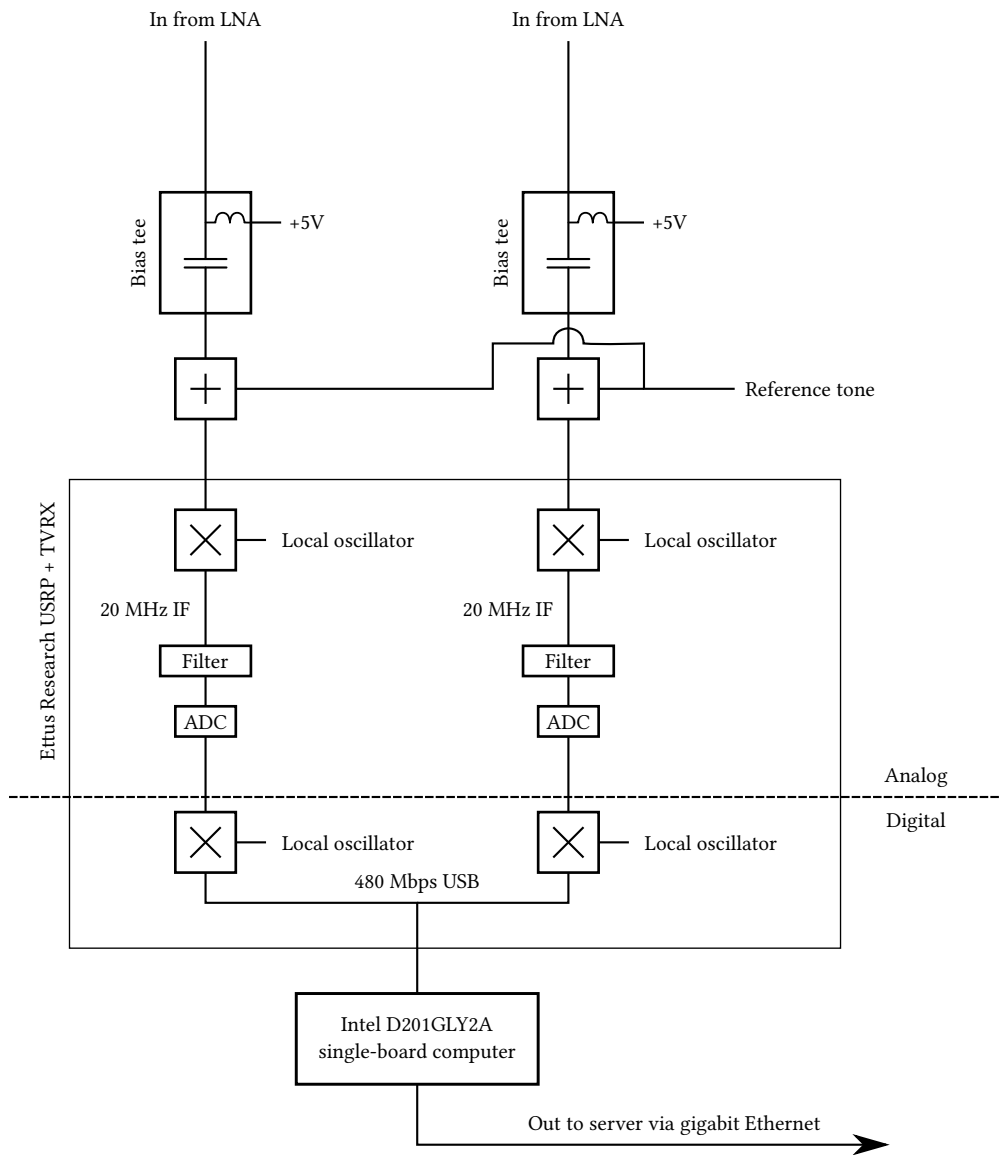 In from LNA
In from LNA
Bias tee
+5V
Bias tee
+5V
Reference tone
Ettus Research USRP + TVRX
Local oscillator
Local oscillator
20 MHz IF
20 MHz IF
Filter
Filter
ADC
ADC
Analog
Digital
Local oscillator
Local oscillator
480 Mbps USB
Intel D201GLY2A
single-board computer
Out to server via gigabit Ethernet